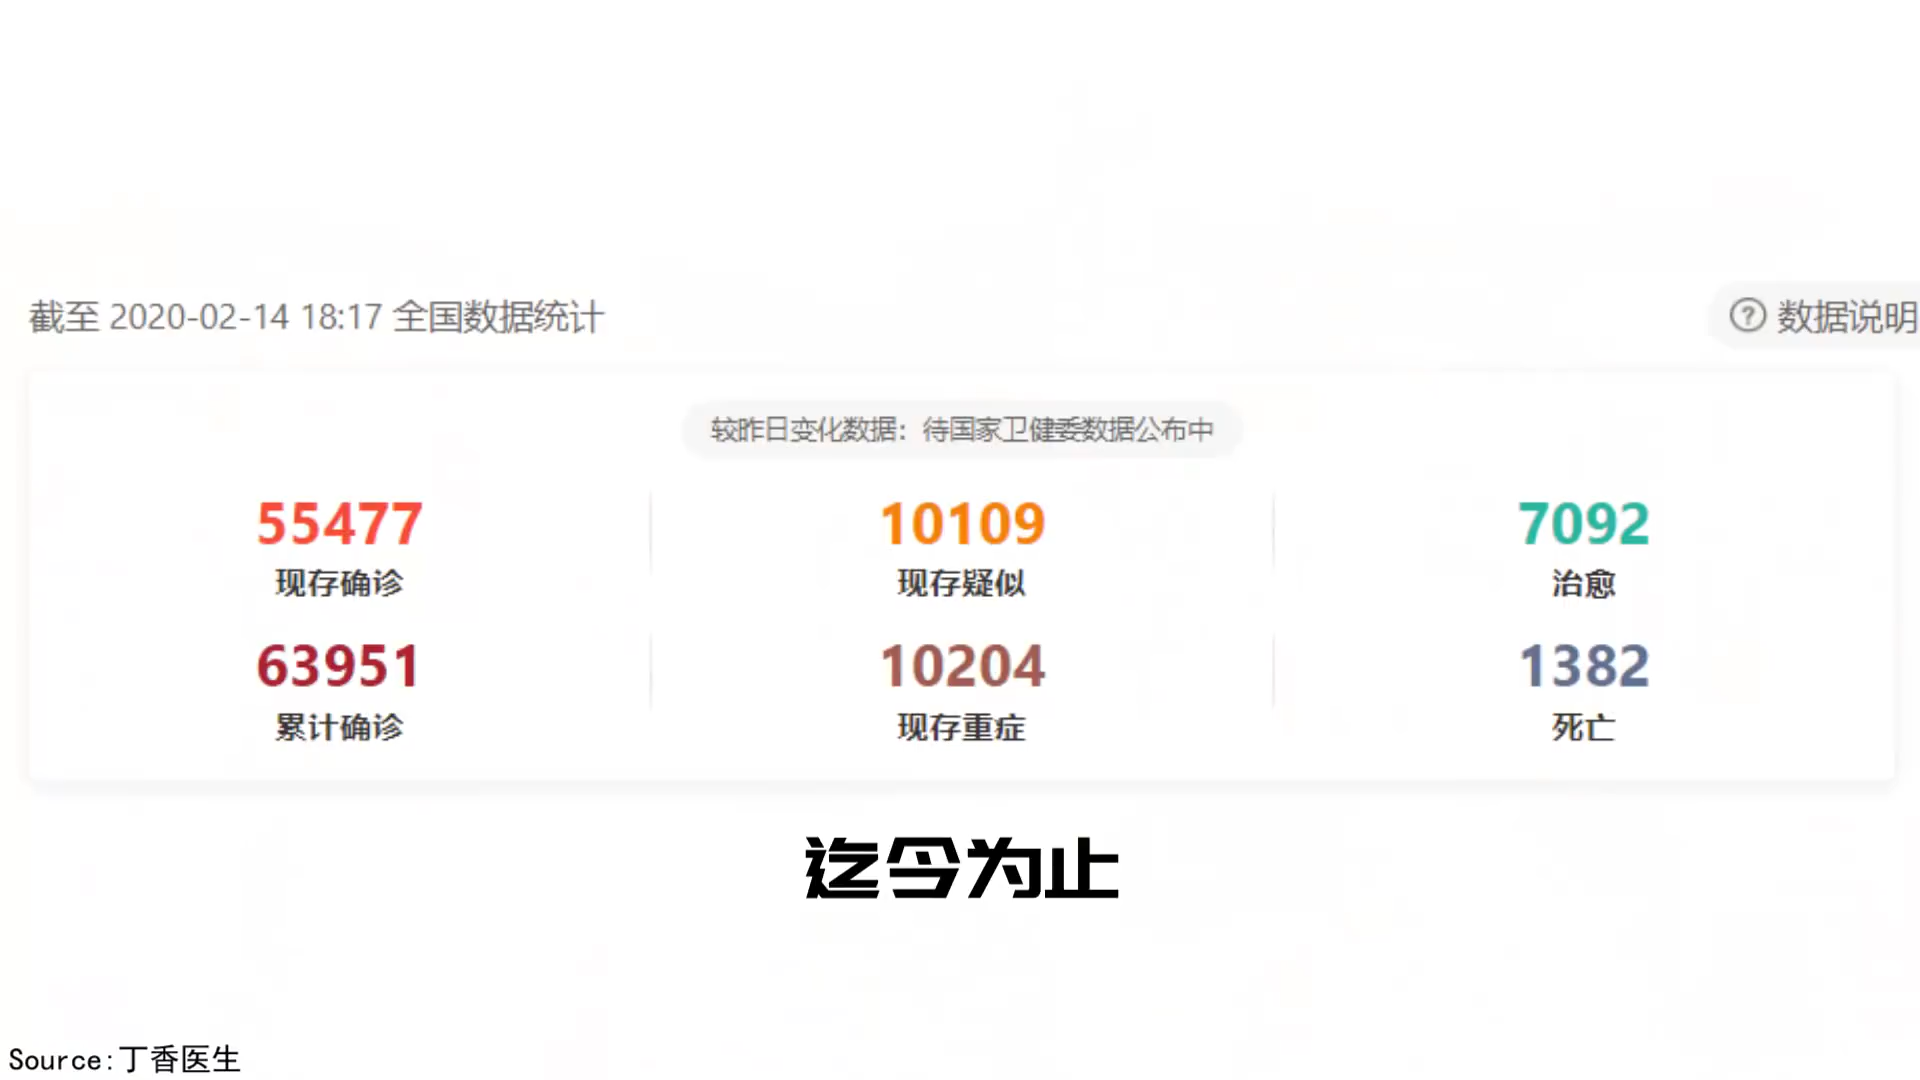 截至 2020-02-14 18:17 全国数据统计
? 数据说明
较昨日变化数据：待国家卫健委数据公布中
55477 10109 7092
现存确诊 现存疑似 治愈
63951 10204 1382
累计确诊 现存重症 死亡
迄今为止
Source:丁香医生